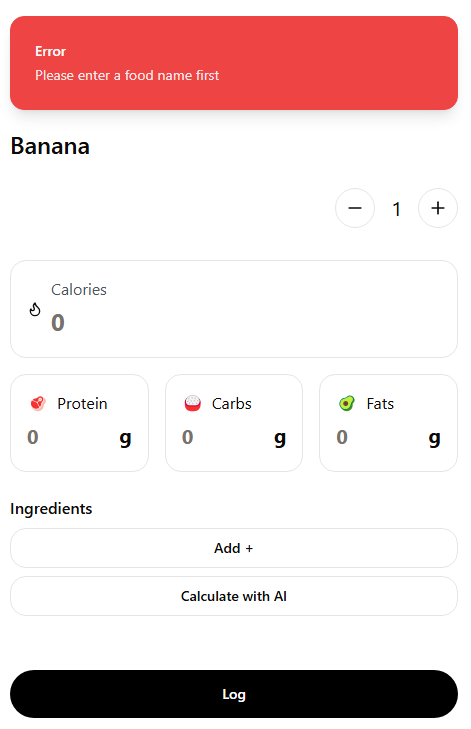 Error
Please enter a food name first
Banana
1
Calories
0
Protein
0 g
Carbs
0 g
Fats
0 g
Ingredients
Add +
Calculate with AI
Log